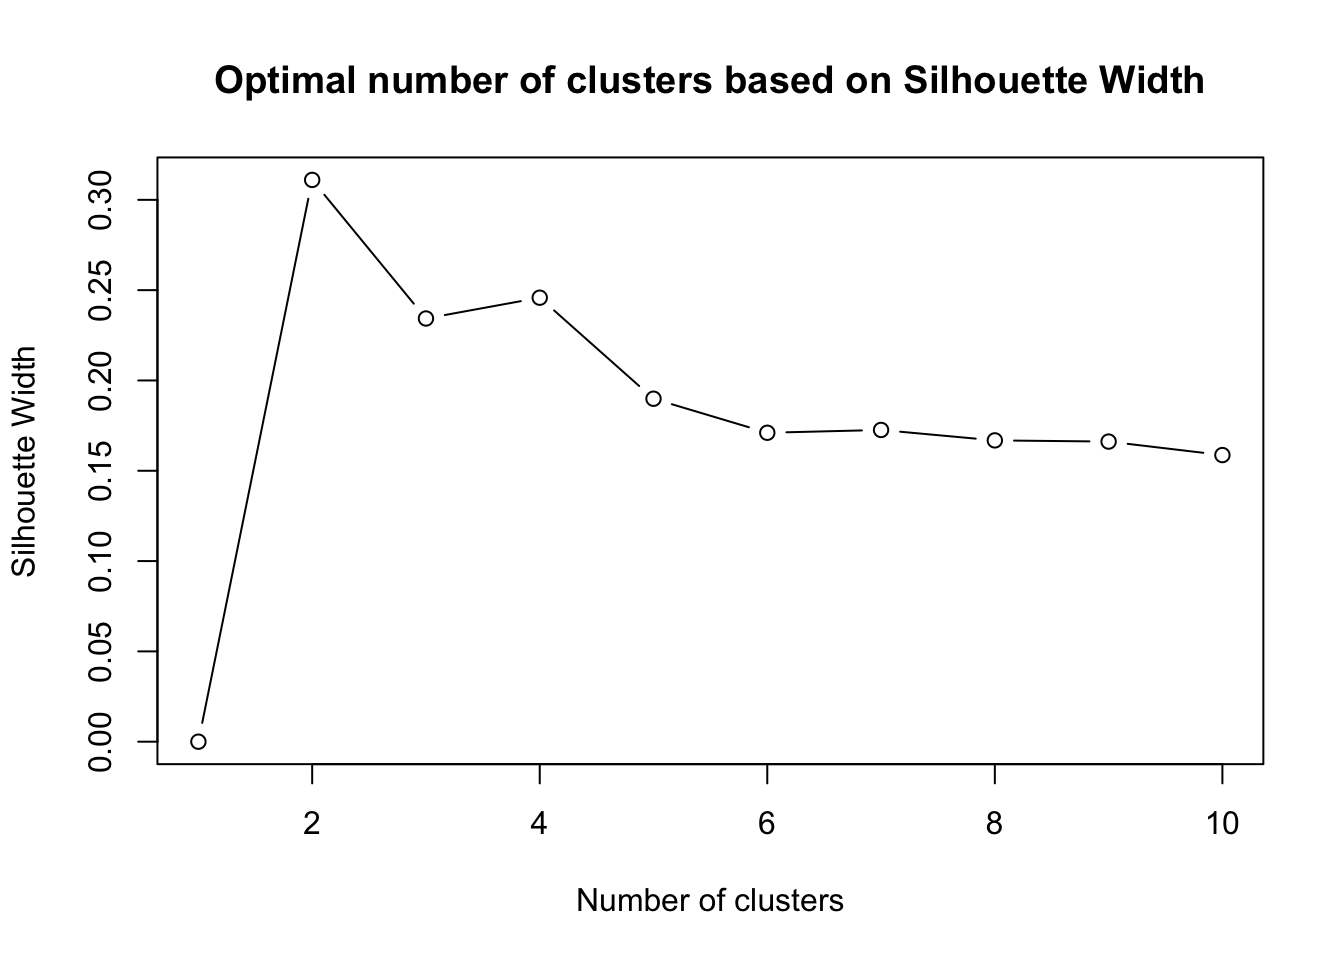 Optimal number of clusters based on Silhouette Width
Silhouette Width
0.30
0.25
0.20
0.15
0.10
0.05
0.00
2 4 6 8 10
Number of clusters